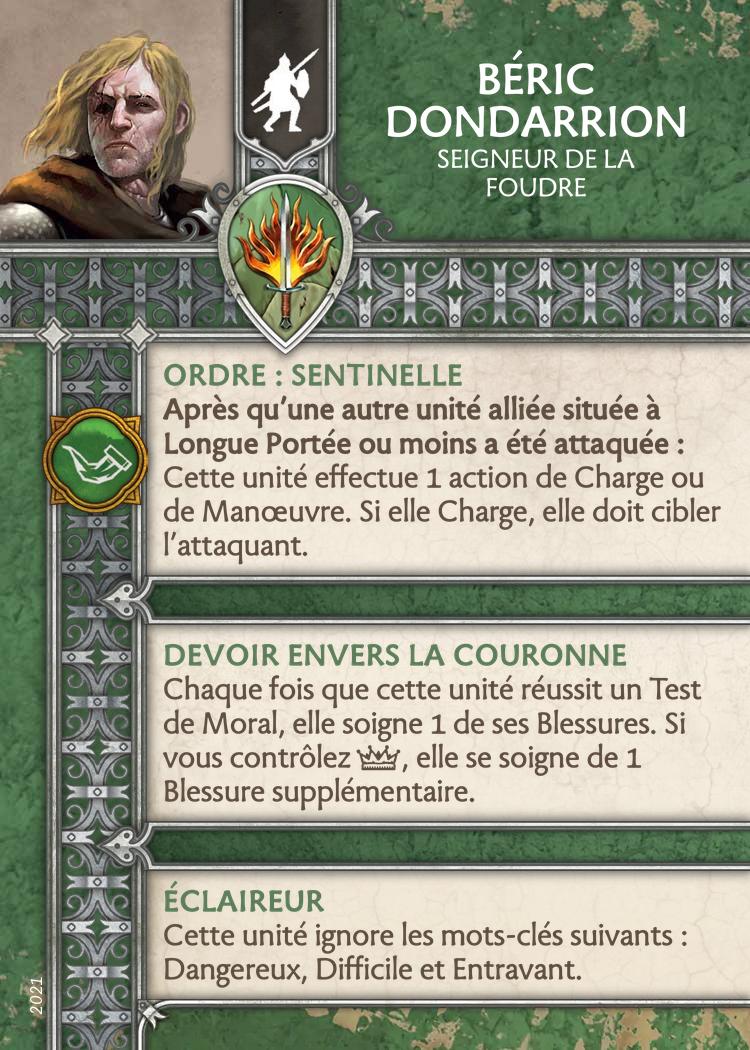 BÉRIC
DONDARRION
SEIGNEUR DE LA
FOUDRE
ORDRE : SENTINELLE
Après qu'une autre unité alliée située à
Longue Portée ou moins a été attaquée :
Cette unité effectue 1 action de Charge ou
de Manœuvre. Si elle Charge, elle doit cibler
l'attaquant.
DEVOIR ENVERS LA COURONNE
Chaque fois que cette unité réussit un Test
de Moral, elle soigne 1 de ses Blessures. Si
vous contrôlez , elle se soigne de 1
Blessure supplémentaire.
ÉCLAIREUR
Cette unité ignore les mots-clés suivants :
Dangereux, Difficile et Entravant.
2021